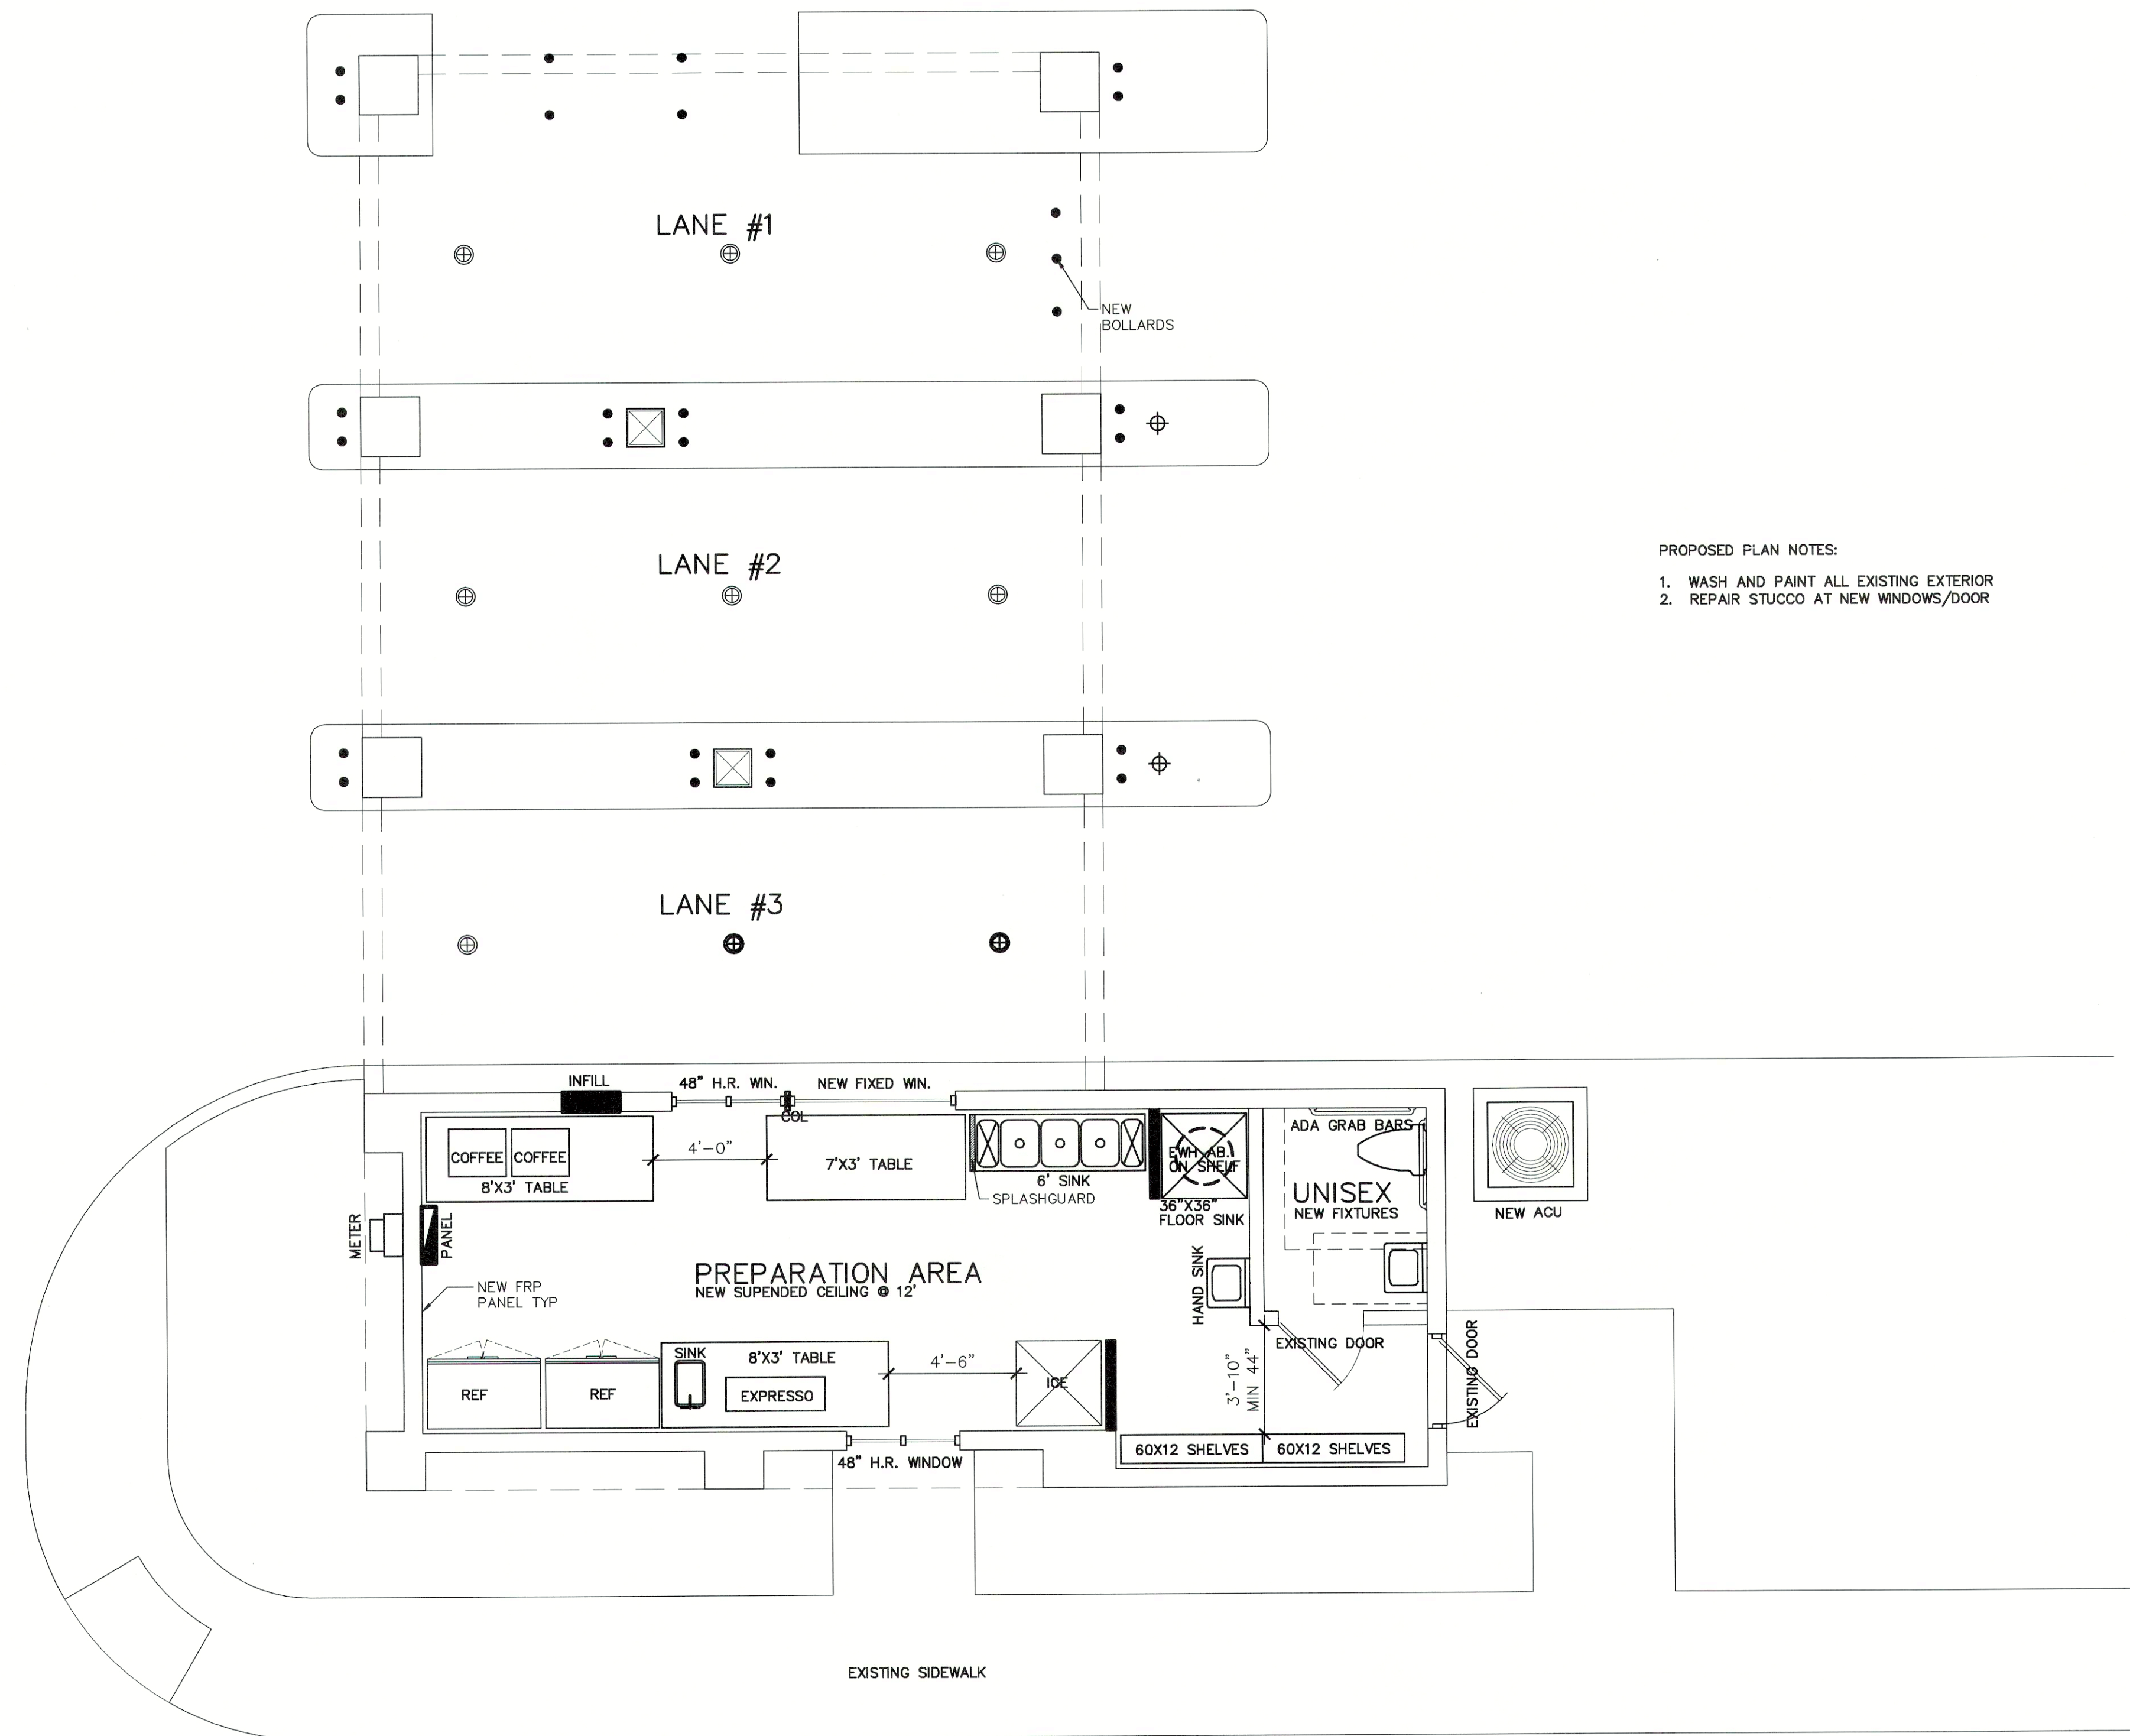 LANE #1
NEW
BOLLARDS
LANE #2
PROPOSED PLAN NOTES:
1. WASH AND PAINT ALL EXISTING EXTERIOR
2. REPAIR STUCCO AT NEW WINDOWS/DOOR
LANE #3
INFILL
48" H.R. WIN.
NEW FIXED WIN.
COL
COFFEE
COFFEE
8'X3' TABLE
4'-0"
7'X3' TABLE
6' SINK
SPLASHGUARD
EWH AB.
ON SHELF
36"X36"
FLOOR SINK
ADA GRAB BARS
UNISEX
NEW FIXTURES
NEW ACU
METER
PANEL
NEW FRP
PANEL TYP
PREPARATION AREA
NEW SUPENDED CEILING @ 12'
HAND SINK
EXISTING DOOR
EXISTING DOOR
REF
REF
SINK
8'X3' TABLE
EXPRESSO
4'-6"
ICE
3'-10"
MIN 44"
60X12 SHELVES
60X12 SHELVES
48" H.R. WINDOW
EXISTING SIDEWALK